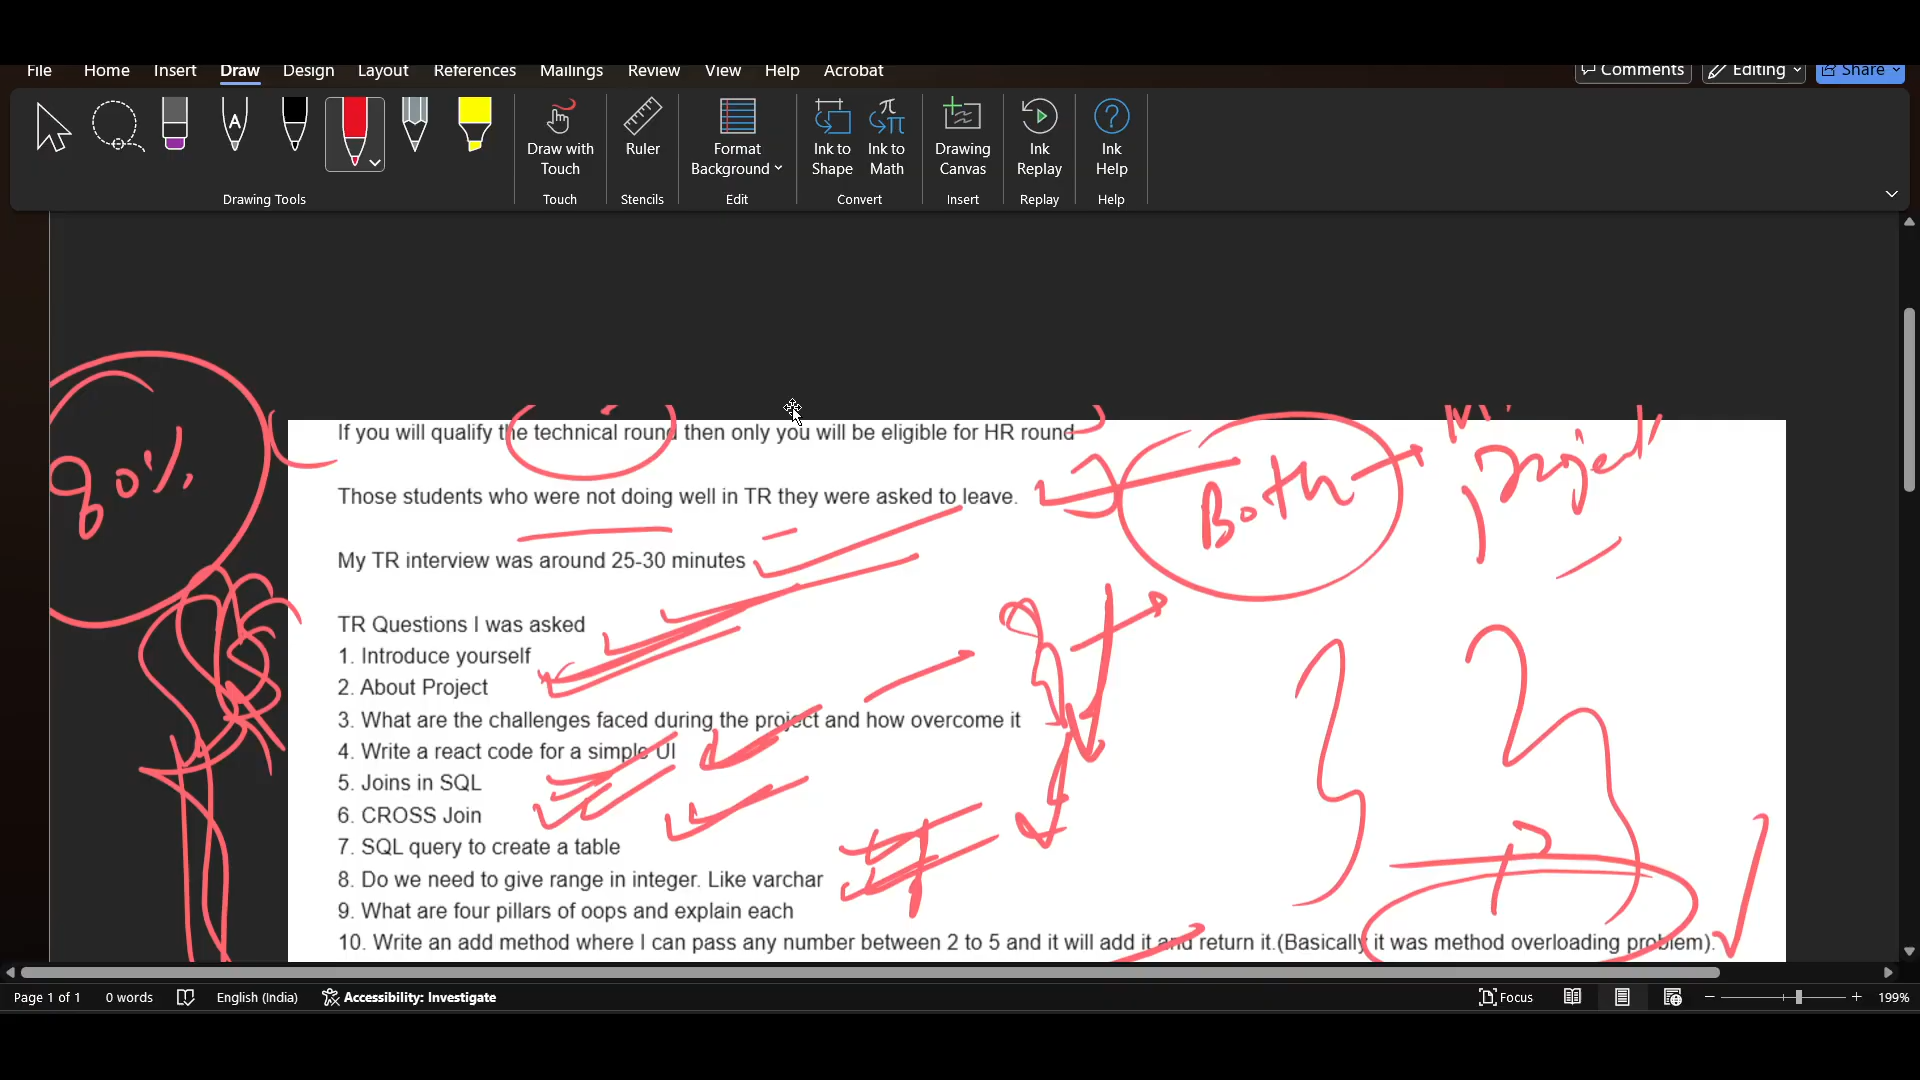 File Home Insert Draw Design Layout References Mailings Review View Help Acrobat Comments Editing Share
Draw with Touch
Ruler
Format Background
Ink to Shape
Ink to Math
Drawing Canvas
Ink Replay
Ink Help
Drawing Tools Touch Stencils Edit Convert Insert Replay Help
80%
If you will qualify the technical round then only you will be eligible for HR round
Both
project
Those students who were not doing well in TR they were asked to leave.
My TR interview was around 25-30 minutes
TR Questions I was asked
1. Introduce yourself
2. About Project
3. What are the challenges faced during the project and how overcome it
4. Write a react code for a simple UI
5. Joins in SQL
6. CROSS Join
7. SQL query to create a table
8. Do we need to give range in integer. Like varchar
9. What are four pillars of oops and explain each
10. Write an add method where I can pass any number between 2 to 5 and it will add it and return it.(Basically it was method overloading problem).
Page 1 of 1 0 words English (India) Accessibility: Investigate Focus 199%